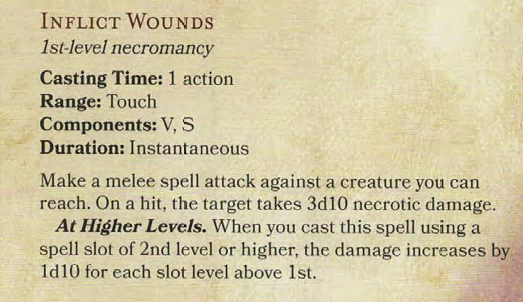 INFLICT WOUNDS
1st-level necromancy
Casting Time: 1 action
Range: Touch
Components: V, S
Duration: Instantaneous
Make a melee spell attack against a creature you can
reach. On a hit, the target takes 3d10 necrotic damage.
At Higher Levels. When you cast this spell using a
spell slot of 2nd level or higher, the damage increases by
1d10 for each slot level above 1st.